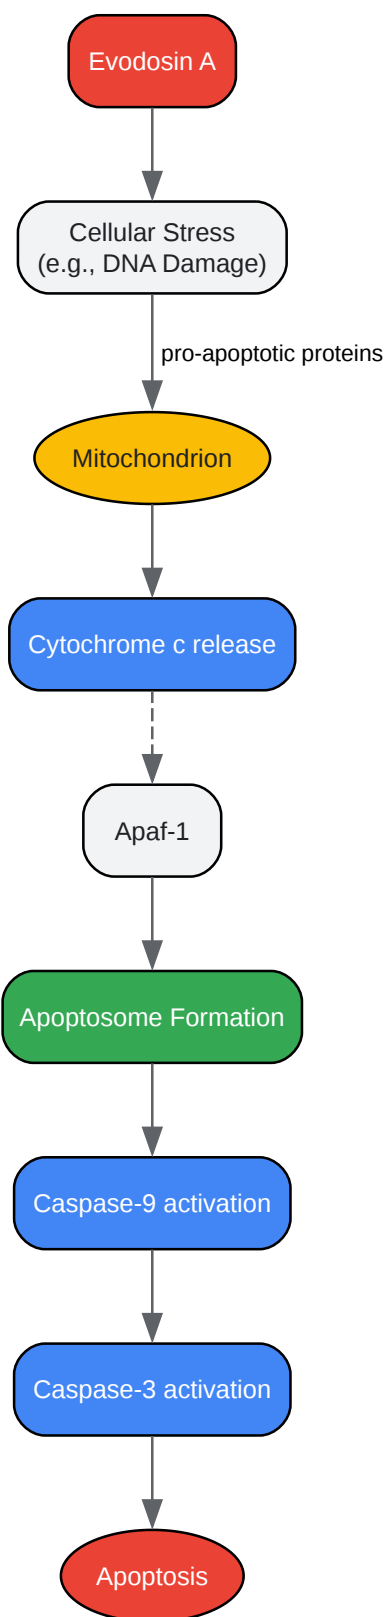 Evodosin A
Cellular Stress
(e.g., DNA Damage)
pro-apoptotic proteins
Mitochondrion
Cytochrome c release
Apaf-1
Apoptosome Formation
Caspase-9 activation
Caspase-3 activation
Apoptosis